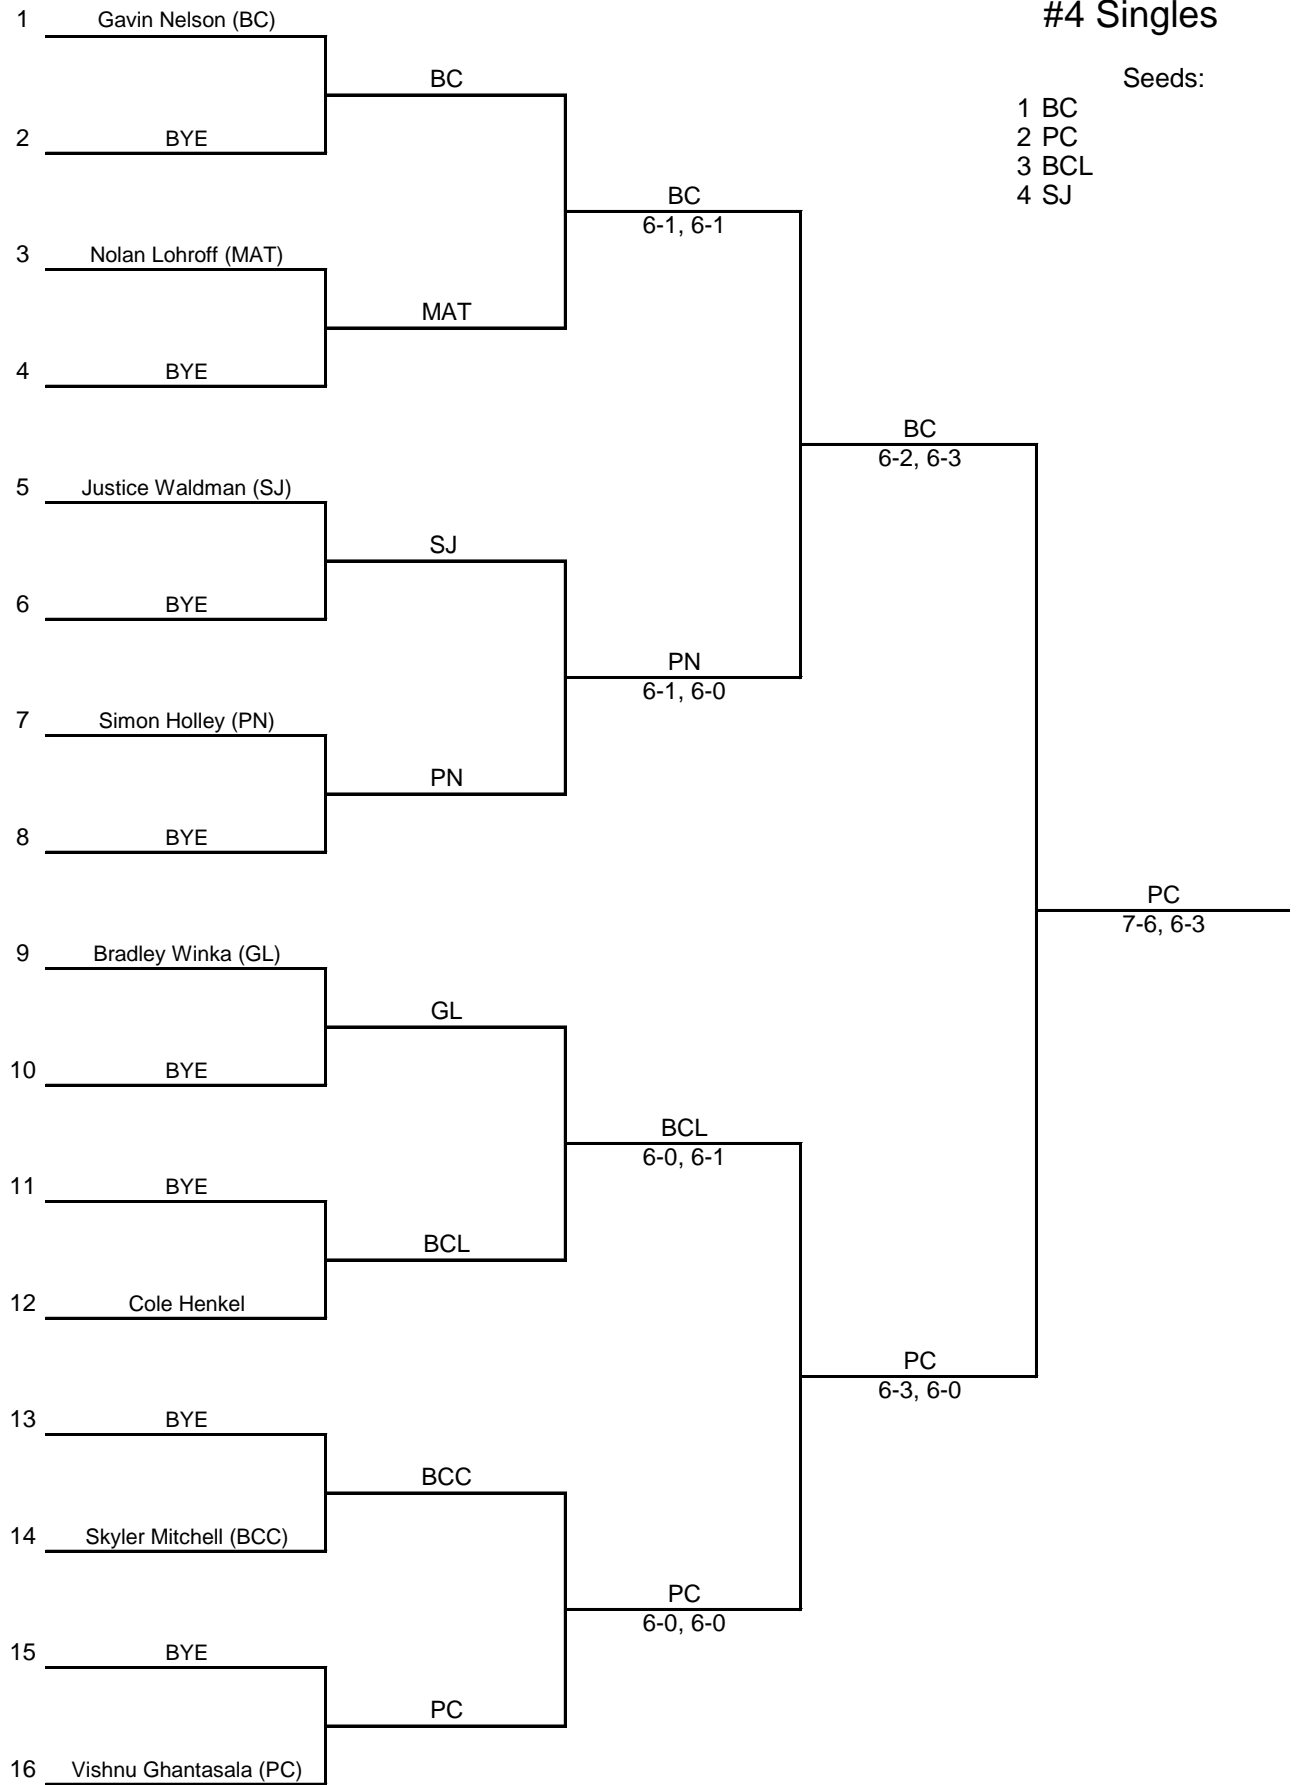 #4 Singles
Seeds:
1 BC
2 PC
3 BCL
4 SJ
1 Gavin Nelson (BC)
BC
2 BYE
BC
6-1, 6-1
3 Nolan Lohroff (MAT)
MAT
4 BYE
BC
6-2, 6-3
5 Justice Waldman (SJ)
SJ
6 BYE
PN
6-1, 6-0
7 Simon Holley (PN)
PN
8 BYE
PC
7-6, 6-3
9 Bradley Winka (GL)
GL
10 BYE
BCL
6-0, 6-1
11 BYE
BCL
12 Cole Henkel
PC
6-3, 6-0
13 BYE
BCC
14 Skyler Mitchell (BCC)
PC
6-0, 6-0
15 BYE
PC
16 Vishnu Ghantasala (PC)